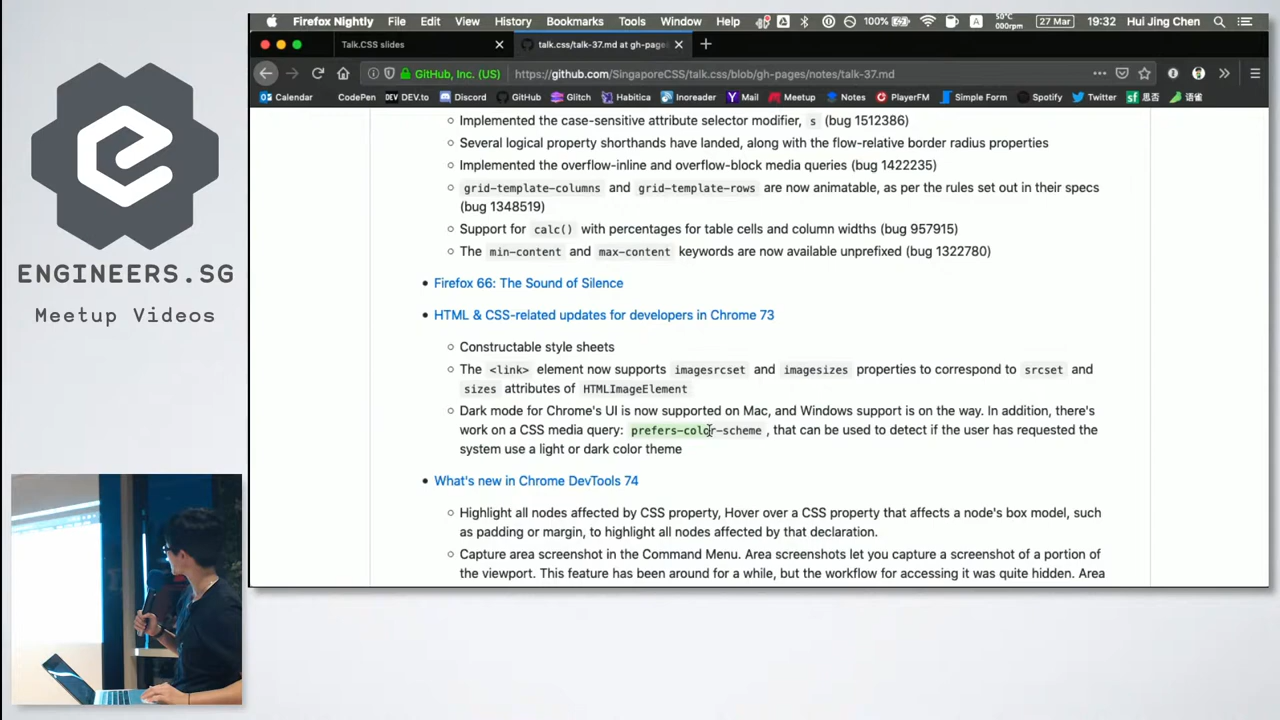 Firefox Nightly File Edit View History Bookmarks Tools Window Help 100% 50°C 000rpm A 27 Mar 19:32 Hui Jing Chen
Talk.CSS slides talk.css/talk-37.md at gh-pages
GitHub, Inc. (US) https://github.com/SingaporeCSS/talk.css/blob/gh-pages/notes/talk-37.md
Calendar CodePen DEV.to Discord GitHub Glitch Habitica Inoreader Mail Meetup Notes PlayerFM Simple Form Spotify Twitter sf 思否 语雀
Implemented the case-sensitive attribute selector modifier, s (bug 1512386)
Several logical property shorthands have landed, along with the flow-relative border radius properties
Implemented the overflow-inline and overflow-block media queries (bug 1422235)
grid-template-columns and grid-template-rows are now animatable, as per the rules set out in their specs
(bug 1348519)
Support for calc() with percentages for table cells and column widths (bug 957915)
The min-content and max-content keywords are now available unprefixed (bug 1322780)
Firefox 66: The Sound of Silence
HTML & CSS-related updates for developers in Chrome 73
Constructable style sheets
The <link> element now supports imagesrcset and imagesizes properties to correspond to srcset and
sizes attributes of HTMLImageElement
Dark mode for Chrome's UI is now supported on Mac, and Windows support is on the way. In addition, there's
work on a CSS media query: prefers-color-scheme , that can be used to detect if the user has requested the
system use a light or dark color theme
What's new in Chrome DevTools 74
Highlight all nodes affected by CSS property, Hover over a CSS property that affects a node's box model, such
as padding or margin, to highlight all nodes affected by that declaration.
Capture area screenshot in the Command Menu. Area screenshots let you capture a screenshot of a portion of
the viewport. This feature has been around for a while, but the workflow for accessing it was quite hidden. Area
ENGINEERS.SG
Meetup Videos